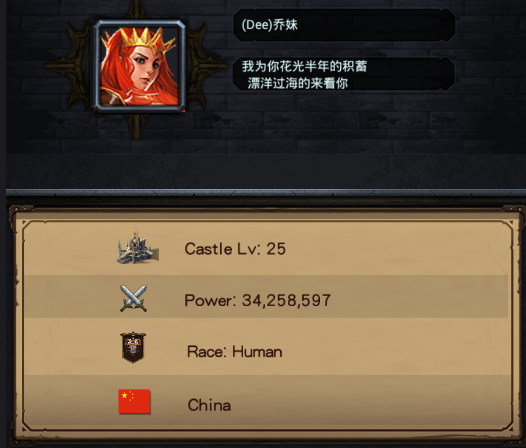 (Dee)乔妹
我为你花光半年的积蓄
漂洋过海的来看你
Castle Lv: 25
Power: 34,258,597
Race: Human
China